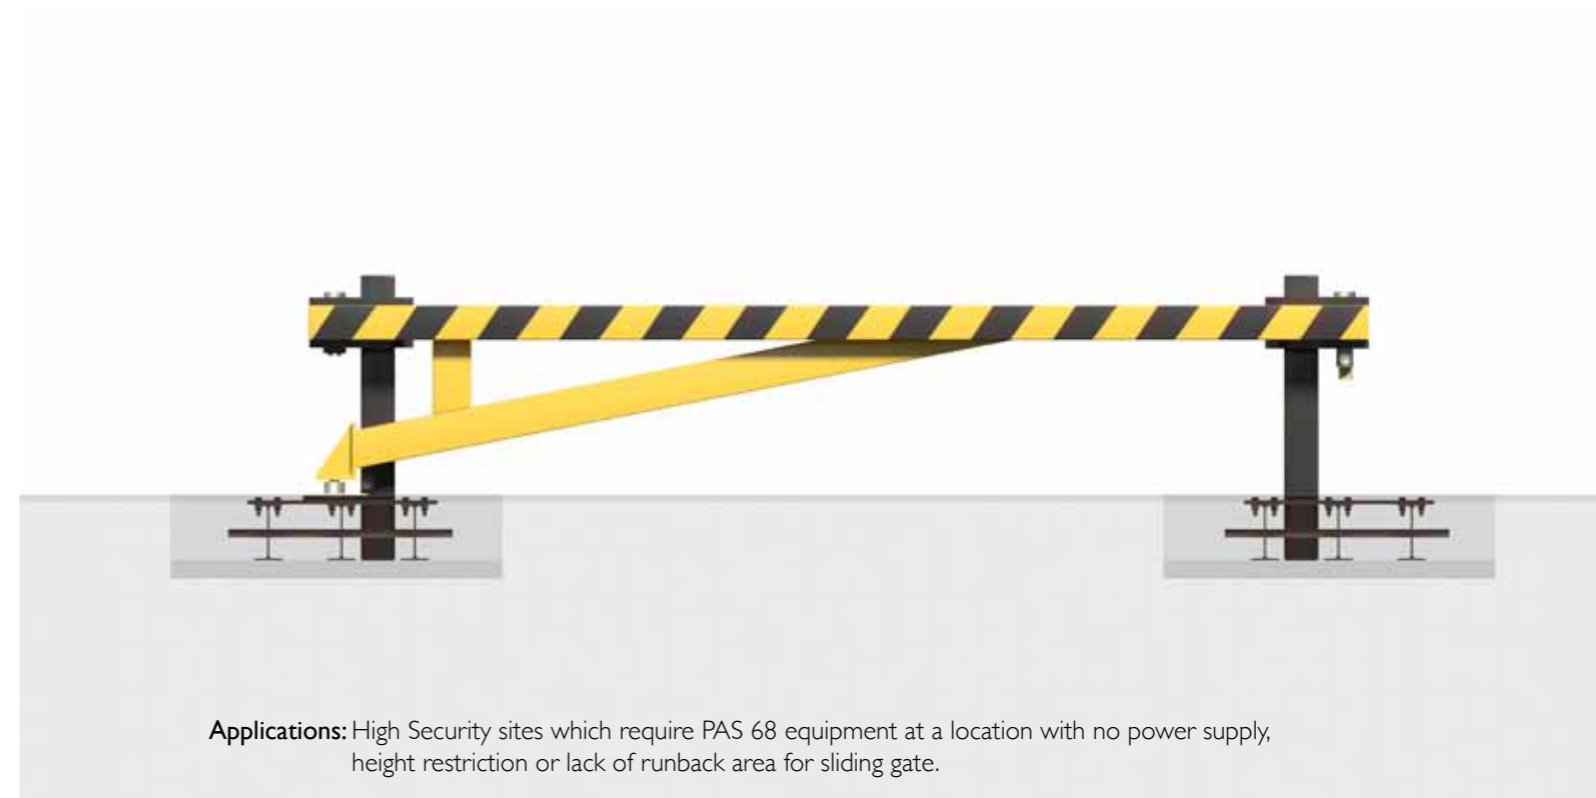 Applications: High Security sites which require PAS 68 equipment at a location with no power supply,
height restriction or lack of runback area for sliding gate.